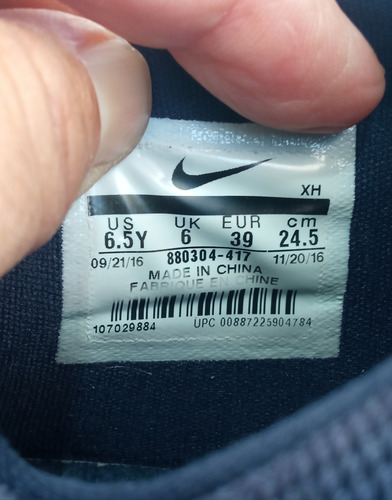 XH
US UK EUR cm
6.5Y 6 39 24.5
09/21/16 880304-417 11/20/16
MADE IN CHINA
FABRIQUE EN CHINE
107029884 UPC 00887225904784